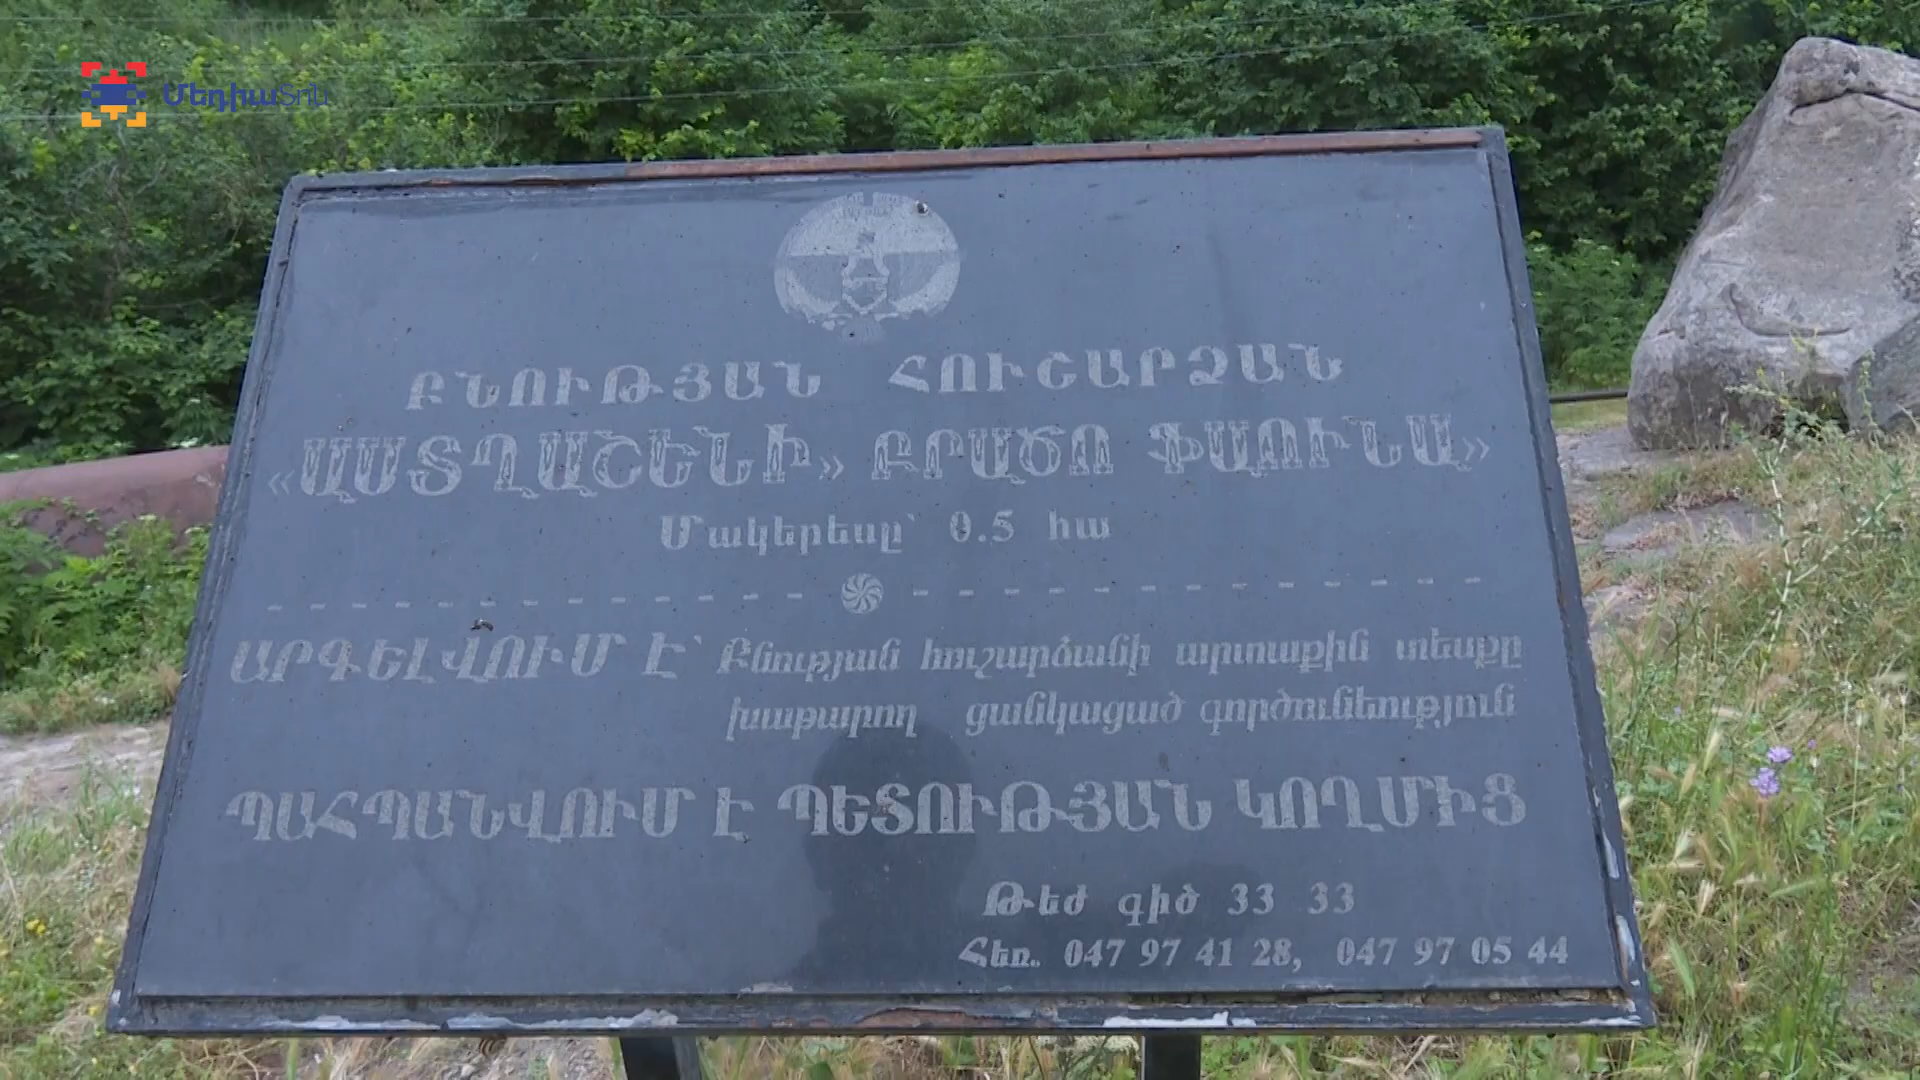 ՄեդիաՏոն
ԲՆՈՒԹՅԱՆ ՀՈՒՇԱՐՁԱՆ
«ԱՍՏՂԱՇԵՆԻ» ԲՐԱԾՈ ՖԱՈՒՆԱ»
Մակերեսը՝ 0.5 հա
ԱՐԳԵԼՎՈՒՄ Է՝ Բնության հուշարձանի արտաքին տեսքը
խաթարող ցանկացած գործունեություն
ՊԱՀՊԱՆՎՈՒՄ Է ՊԵՏՈՒԹՅԱՆ ԿՈՂՄԻՑ
Թեժ գիծ 33 33
Հեռ. 047 97 41 28, 047 97 05 44